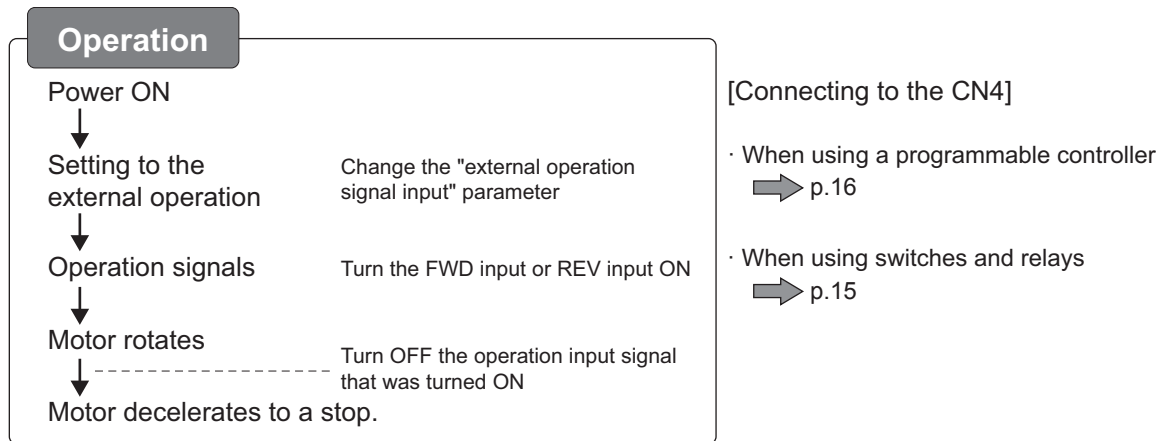 Operation
Power ON
Setting to the
external operation
Change the "external operation
signal input" parameter
Operation signals
Turn the FWD input or REV input ON
Motor rotates
Turn OFF the operation input signal
that was turned ON
Motor decelerates to a stop.
[Connecting to the CN4]
· When using a programmable controller
p.16
· When using switches and relays
p.15